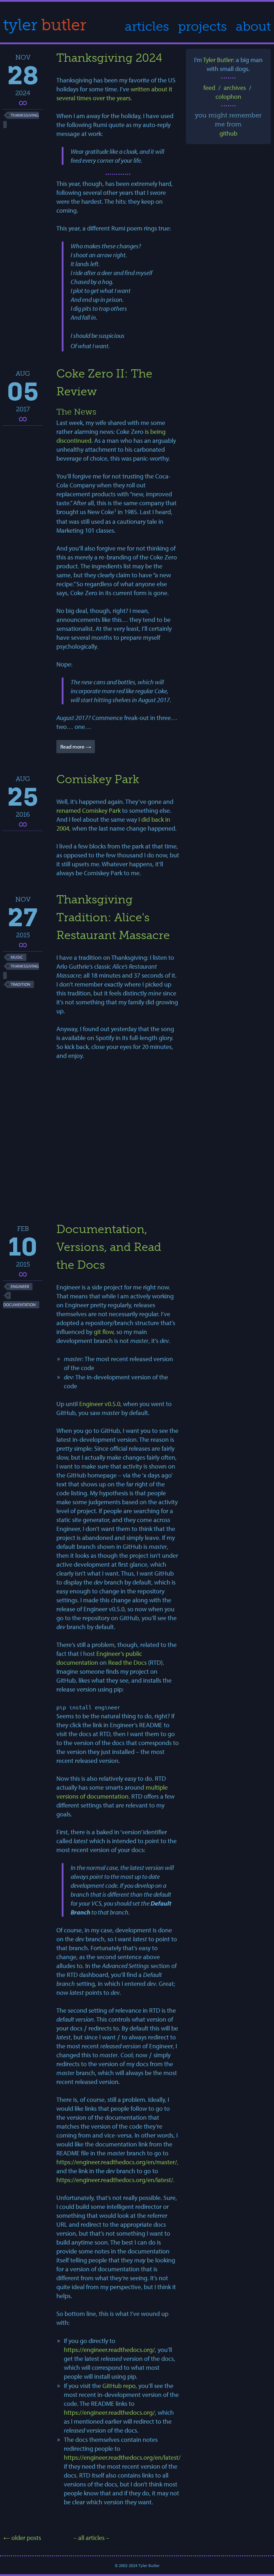 tyler butler
articles projects about
NOV
28
2024
∞
THANKSGIVING
Thanksgiving 2024
Thanksgiving has been my favorite of the US
holidays for some time. I've written about it
several times over the years.
When I am away for the holiday, I have used
the following Rumi quote as my auto-reply
message at work:
Wear gratitude like a cloak, and it will
feed every corner of your life.
This year, though, has been extremely hard,
following several other years that I swore
were the hardest. The hits: they keep on
coming.
This year, a different Rumi poem rings true:
Who makes these changes?
I shoot an arrow right.
It lands left.
I ride after a deer and find myself
Chased by a hog.
I plot to get what I want
And end up in prison.
I dig pits to trap others
And fall in.
I should be suspicious
Of what I want.
I'm Tyler Butler: a big man
with small dogs.
feed / archives /
colophon
you might remember
me from
github
AUG
05
2017
∞
Coke Zero II: The
Review
The News
Last week, my wife shared with me some
rather alarming news: Coke Zero is being
discontinued. As a man who has an arguably
unhealthy attachment to his carbonated
beverage of choice, this was panic-worthy.
You'll forgive me for not trusting the Coca-
Cola Company when they roll out
replacement products with "new, improved
taste." After all, this is the same company that
brought us New Coke¹ in 1985. Last I heard,
that was still used as a cautionary tale in
Marketing 101 classes.
And you'll also forgive me for not thinking of
this as merely a re-branding of the Coke Zero
product. The ingredients list may be the
same, but they clearly claim to have "a new
recipe." So regardless of what anyone else
says, Coke Zero in its current form is gone.
No big deal, though, right? I mean,
announcements like this… they tend to be
sensationalist. At the very least, I'll certainly
have several months to prepare myself
psychologically.
Nope:
The new cans and bottles, which will
incorporate more red like regular Coke,
will start hitting shelves in August 2017.
August 2017! Commence freak-out in three…
two… one…
Read more →
AUG
25
2016
∞
Comiskey Park
Well, it's happened again. They've gone and
renamed Comiskey Park to something else.
And I feel about the same way I did back in
2004, when the last name change happened.
I lived a few blocks from the park at that time,
as opposed to the few thousand I do now, but
it still upsets me. Whatever happens, it'll
always be Comiskey Park to me.
NOV
27
2015
∞
MUSIC
THANKSGIVING
TRADITION
Thanksgiving
Tradition: Alice's
Restaurant Massacre
I have a tradition on Thanksgiving: I listen to
Arlo Guthrie's classic Alice's Restaurant
Massacre; all 18 minutes and 37 seconds of it.
I don't remember exactly where I picked up
this tradition, but it feels distinctly mine since
it's not something that my family did growing
up.
Anyway, I found out yesterday that the song
is available on Spotify in its full-length glory.
So kick back, close your eyes for 20 minutes,
and enjoy.
FEB
10
2015
∞
ENGINEER
DOCUMENTATION
Documentation,
Versions, and Read
the Docs
Engineer is a side project for me right now.
That means that while I am actively working
on Engineer pretty regularly, releases
themselves are not necessarily regular. I've
adopted a repository/branch structure that's
influenced by git flow, so my main
development branch is not master, it's dev.
master: The most recent released version
of the code
dev: The in-development version of the
code
Up until Engineer v0.5.0, when you went to
GitHub, you saw master by default.
When you go to GitHub, I want you to see the
latest in-development version. The reason is
pretty simple: Since official releases are fairly
slow, but I actually make changes fairly often,
I want to make sure that activity is shown on
the GitHub homepage – via the 'x days ago'
text that shows up on the far right of the
code listing. My hypothesis is that people
make some judgements based on the activity
level of project. If people are searching for a
static site generator, and they come across
Engineer, I don't want them to think that the
project is abandoned and simply leave. If my
default branch shown in GitHub is master,
then it looks as though the project isn't under
active development at first glance, which
clearly isn't what I want. Thus, I want GitHub
to display the dev branch by default, which is
easy enough to change in the repository
settings. I made this change along with the
release of Engineer v0.5.0, so now when you
go to the repository on GitHub, you'll see the
dev branch by default.
There's still a problem, though, related to the
fact that I host Engineer's public
documentation on Read the Docs (RTD).
Imagine someone finds my project on
GitHub, likes what they see, and installs the
release version using pip:
pip install engineer
Seems to be the natural thing to do, right? If
they click the link in Engineer's README to
visit the docs at RTD, then I want them to go
to the version of the docs that corresponds to
the version they just installed – the most
recent released version.
Now this is also relatively easy to do. RTD
actually has some smarts around multiple
versions of documentation. RTD offers a few
different settings that are relevant to my
goals.
First, there is a baked in 'version' identifier
called latest which is intended to point to the
most recent version of your docs:
In the normal case, the latest version will
always point to the most up to date
development code. If you develop on a
branch that is different than the default
for your VCS, you should set the Default
Branch to that branch.
Of course, in my case, development is done
on the dev branch, so I want latest to point to
that branch. Fortunately that's easy to
change, as the second sentence above
alludes to. In the Advanced Settings section of
the RTD dashboard, you'll find a Default
branch setting, in which I entered dev. Great;
now latest points to dev.
The second setting of relevance in RTD is the
default version. This controls what version of
your docs / redirects to. By default this will be
latest, but since I want / to always redirect to
the most recent released version of Engineer, I
changed this to master. Cool; now / simply
redirects to the version of my docs from the
master branch, which will always be the most
recent released version.
There is, of course, still a problem. Ideally, I
would like links that people follow to go to
the version of the documentation that
matches the version of the code they're
coming from and vice-versa. In other words, I
would like the documentation link from the
README file in the master branch to go to
https://engineer.readthedocs.org/en/master/,
and the link in the dev branch to go to
https://engineer.readthedocs.org/en/latest/.
Unfortunately, that's not really possible. Sure,
I could build some intelligent redirector or
something that would look at the referrer
URL and redirect to the appropriate docs
version, but that's not something I want to
build anytime soon. The best I can do is
provide some notes in the documentation
itself telling people that they may be looking
for a version of documentation that is
different from what they're seeing. It's not
quite ideal from my perspective, but I think it
helps.
So bottom line, this is what I've wound up
with:
If you go directly to
https://engineer.readthedocs.org/, you'll
get the latest released version of the docs,
which will correspond to what most
people will install using pip.
If you visit the GitHub repo, you'll see the
most recent in-development version of the
code. The README links to
https://engineer.readthedocs.org/, which
as I mentioned earlier will redirect to the
released version of the docs.
The docs themselves contain notes
redirecting people to
https://engineer.readthedocs.org/en/latest/
if they need the most recent version of the
docs. RTD itself also contains links to all
versions of the docs, but I don't think most
people know that and if they do, it may not
be clear which version they want.
← older posts
– all articles –
© 2002-2024 Tyler Butler